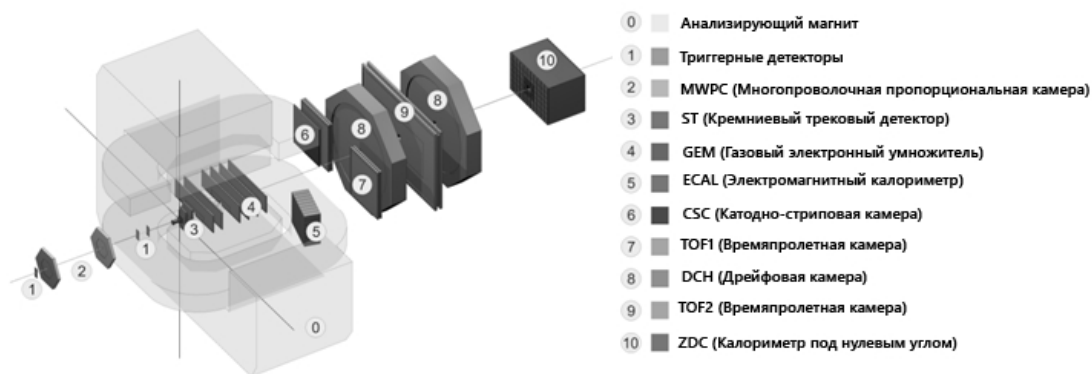 0 Анализирующий магнит
1 Триггерные детекторы
2 MWPC (Многопроволочная пропорциональная камера)
3 ST (Кремниевый трековый детектор)
4 GEM (Газовый электронный умножитель)
5 ECAL (Электромагнитный калориметр)
6 CSC (Катодно-стриповая камера)
7 TOF1 (Времяпролетная камера)
8 DCH (Дрейфовая камера)
9 TOF2 (Времяпролетная камера)
10 ZDC (Калориметр под нулевым углом)
10
8
9
8
6
7
4
5
3
1
2
1
0